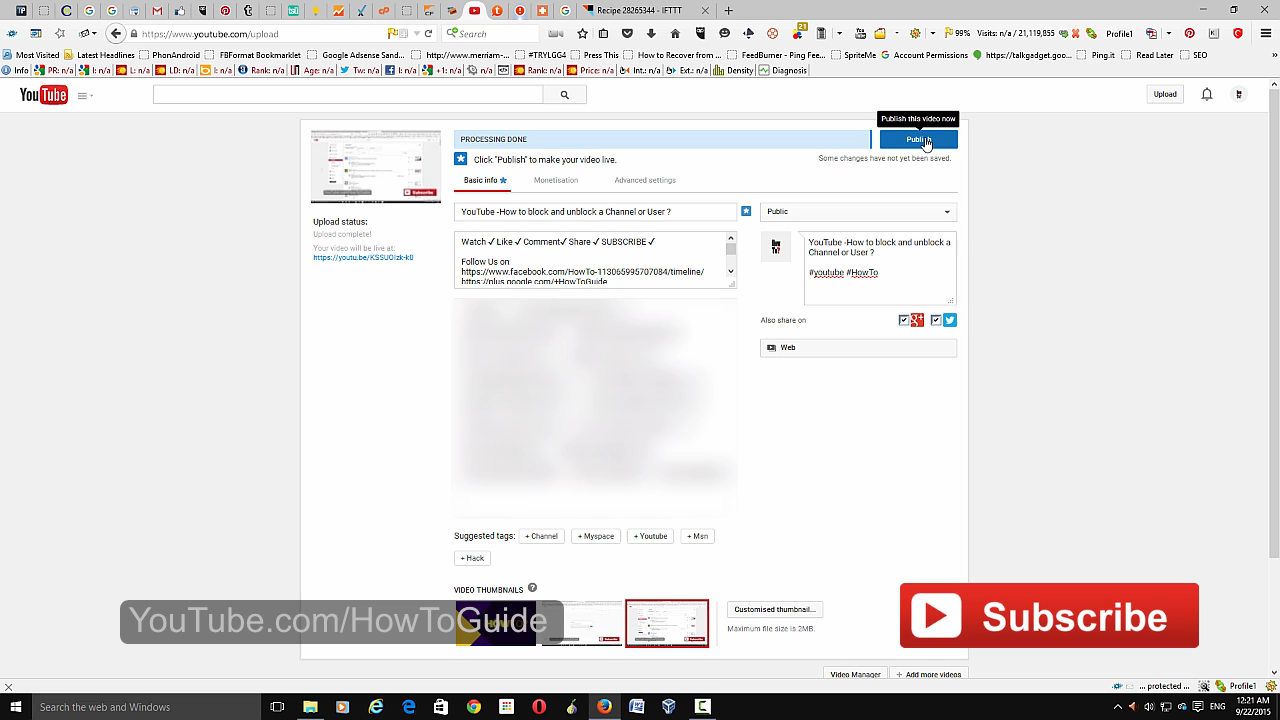 Recipe 28265344 - IFTTT
https://www.youtube.com/upload
Search
21
99%
Visits: n/a / 21,119,855
Profile1
Most Visited
Latest Headlines
PhonAndroid
FBFormat Bookmarklet
Google Adsense Sand...
http://www.gomym...
#TRYLGG4
Press This
How to Recover from ...
FeedBurner - Ping Fee...
Account Permissions
https://talkgadget.goo...
Ping.it
Read Later
SEO
Info
PR: n/a
I: n/a
L: n/a
LD: n/a
I: n/a
Rank: n/a
Age: n/a
Tw: n/a
l: n/a
+1: n/a
Rank: n/a
Price: n/a
Int.: n/a
Ext.: n/a
Density
Diagnosis
YouTube
Upload
Publish this video now
PROCESSING DONE
Publish
Click "Publish" to make your video live.
Some changes have not yet been saved.
Basic info
Monetisation
Advanced settings
Subscribe
Upload status:
Upload complete!
Your video will be live at:
https://youtu.be/KSSUOIzk-k0
YouTube -How to block and unblock a Channel or User ?
Public
Watch ✓ Like ✓ Comment✓ Share ✓ SUBSCRIBE ✓
Follow Us on:
https://www.facebook.com/HowTo-113065995707084/timeline/
https://plus.google.com/+HowToGuide
YouTube -How to block and unblock a
Channel or User ?
#youtube #HowTo
Also share on
Web
Suggested tags:
+ Channel
+ Myspace
+ Youtube
+ Msn
+ Hack
VIDEO THUMBNAILS ?
Customised thumbnail...
Maximum file size is 2MB.
YouTube.com/HowToGuide
Subscribe
Video Manager
+ Add more videos
... protected ...
Profile1
Search the web and Windows
ENG
12:21 AM
9/22/2015